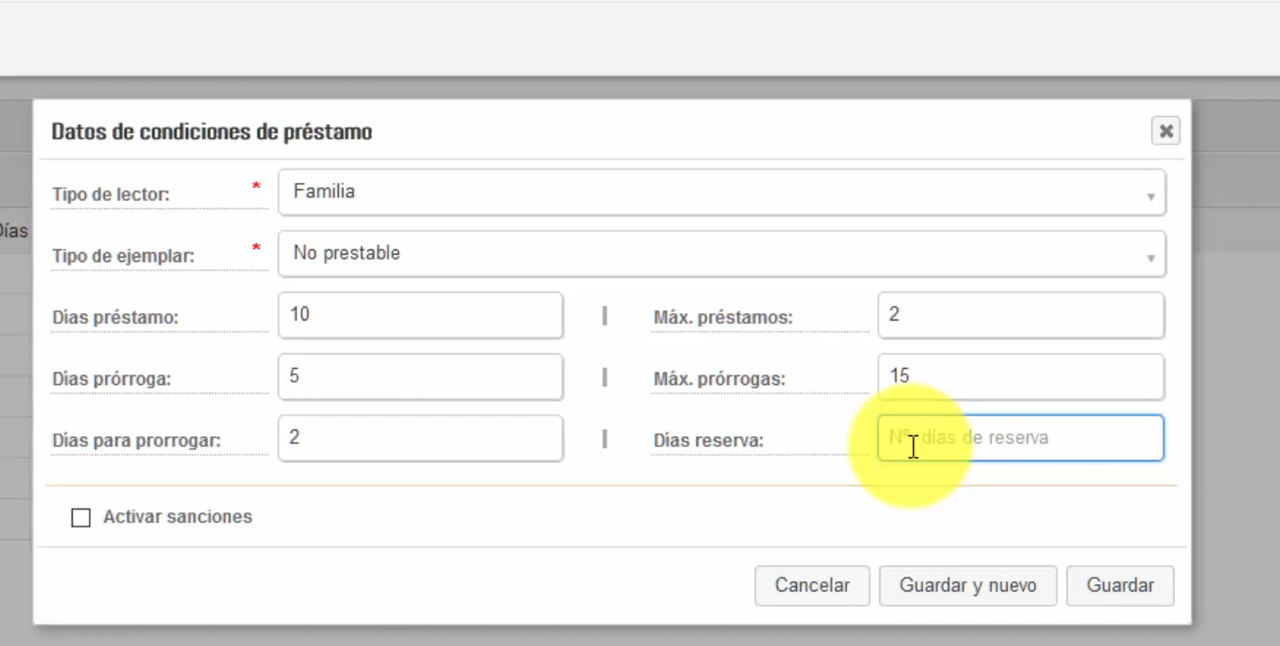 Datos de condiciones de préstamo
Tipo de lector: * Familia
Días
Tipo de ejemplar: * No prestable
Días préstamo: 10 Máx. préstamos: 2
Días prórroga: 5 Máx. prórrogas: 15
Días para prorrogar: 2 Días reserva: Nº días de reserva
Activar sanciones
Cancelar Guardar y nuevo Guardar